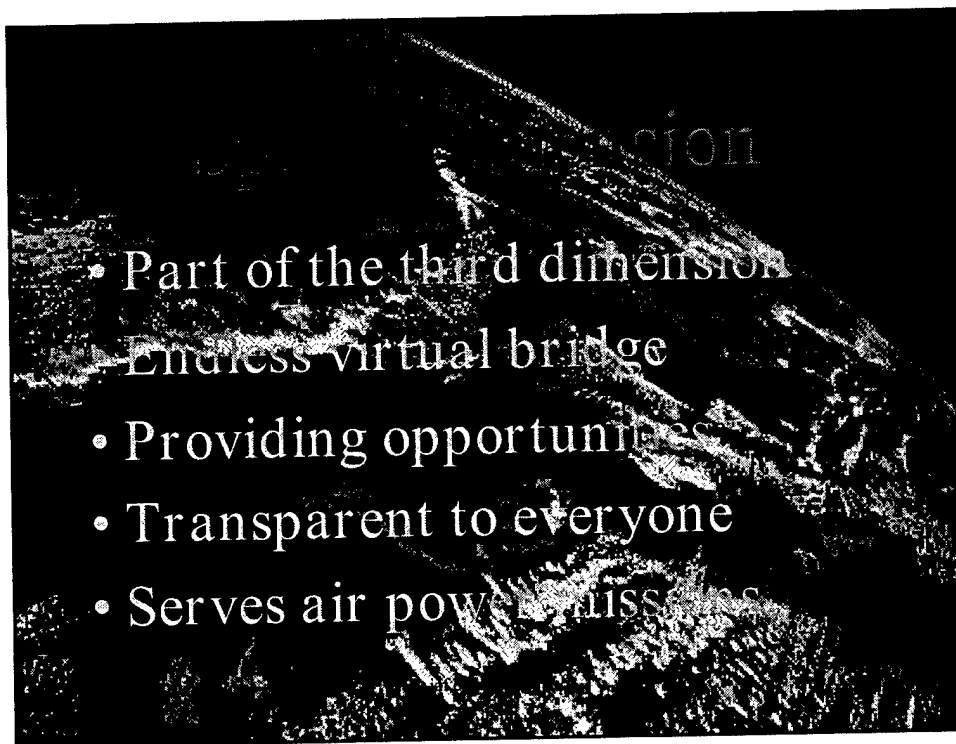 • Part of the third dimension
• Endless virtual bridge
• Providing opportunities
• Transparent to everyone
• Serves air power missions